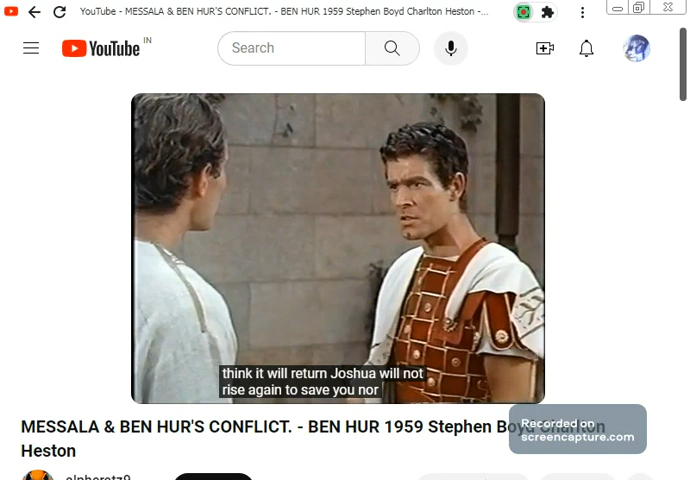 YouTube - MESSALA & BEN HUR'S CONFLICT. - BEN HUR 1959 Stephen Boyd Charlton Heston -...
YouTube IN
Search
think it will return Joshua will not
rise again to save you nor
MESSALA & BEN HUR'S CONFLICT. - BEN HUR 1959 Stephen Boyd Charlton
Heston
Recorded on
screencapture.com